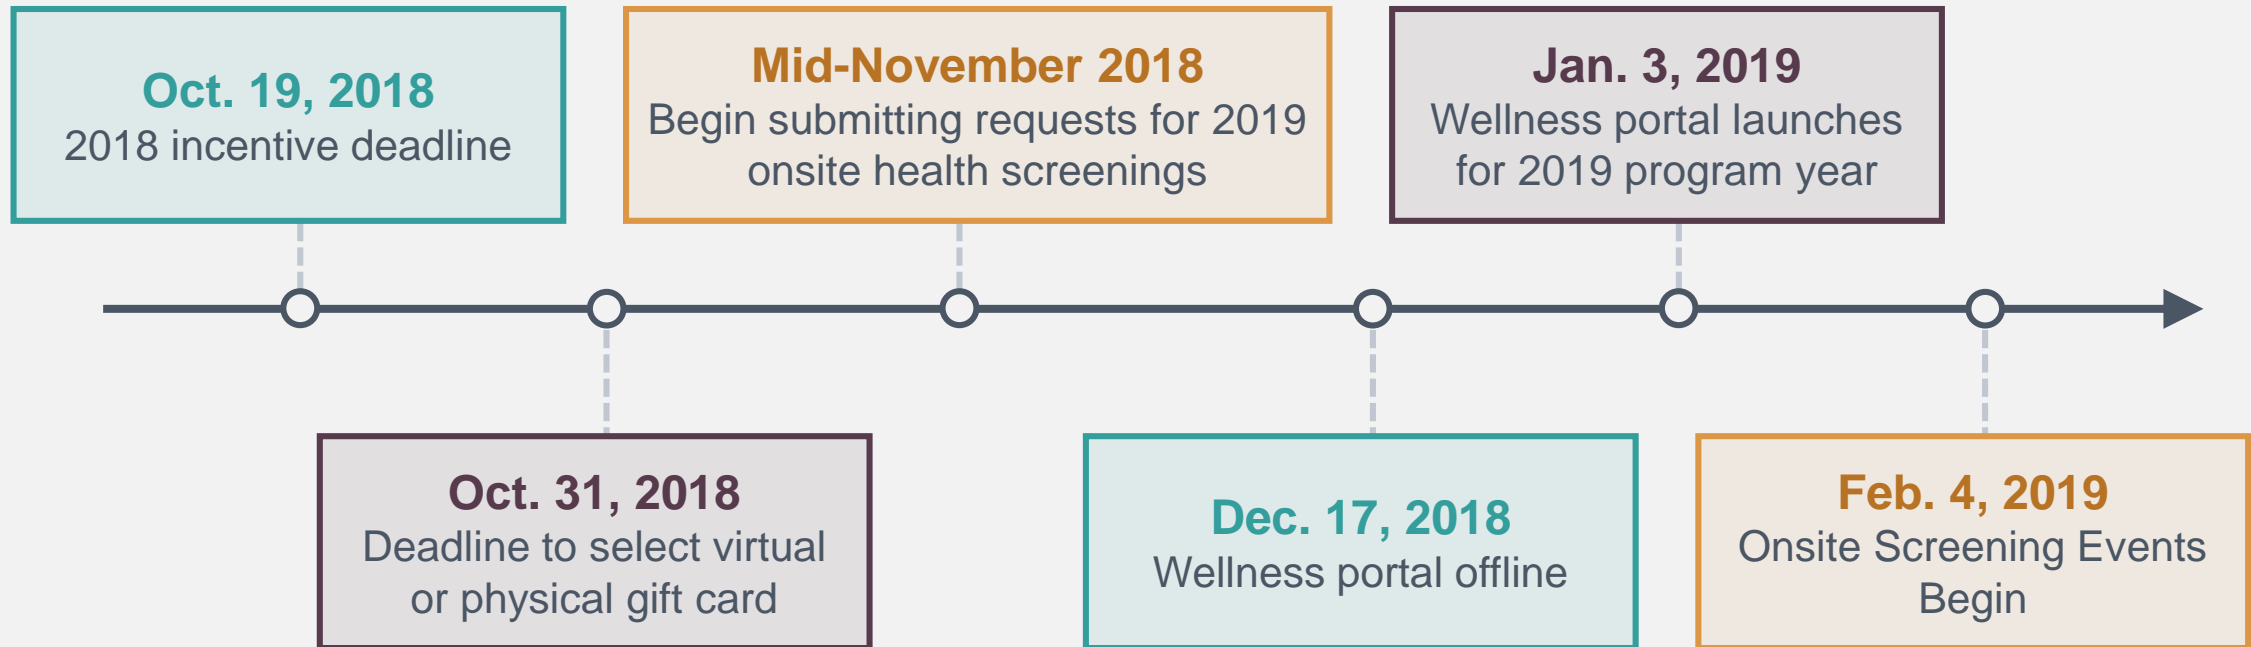 Oct. 19, 2018
2018 incentive deadline
Mid-November 2018
Begin submitting requests for 2019
onsite health screenings
Jan. 3, 2019
Wellness portal launches
for 2019 program year
Oct. 31, 2018
Deadline to select virtual
or physical gift card
Dec. 17, 2018
Wellness portal offline
Feb. 4, 2019
Onsite Screening Events
Begin